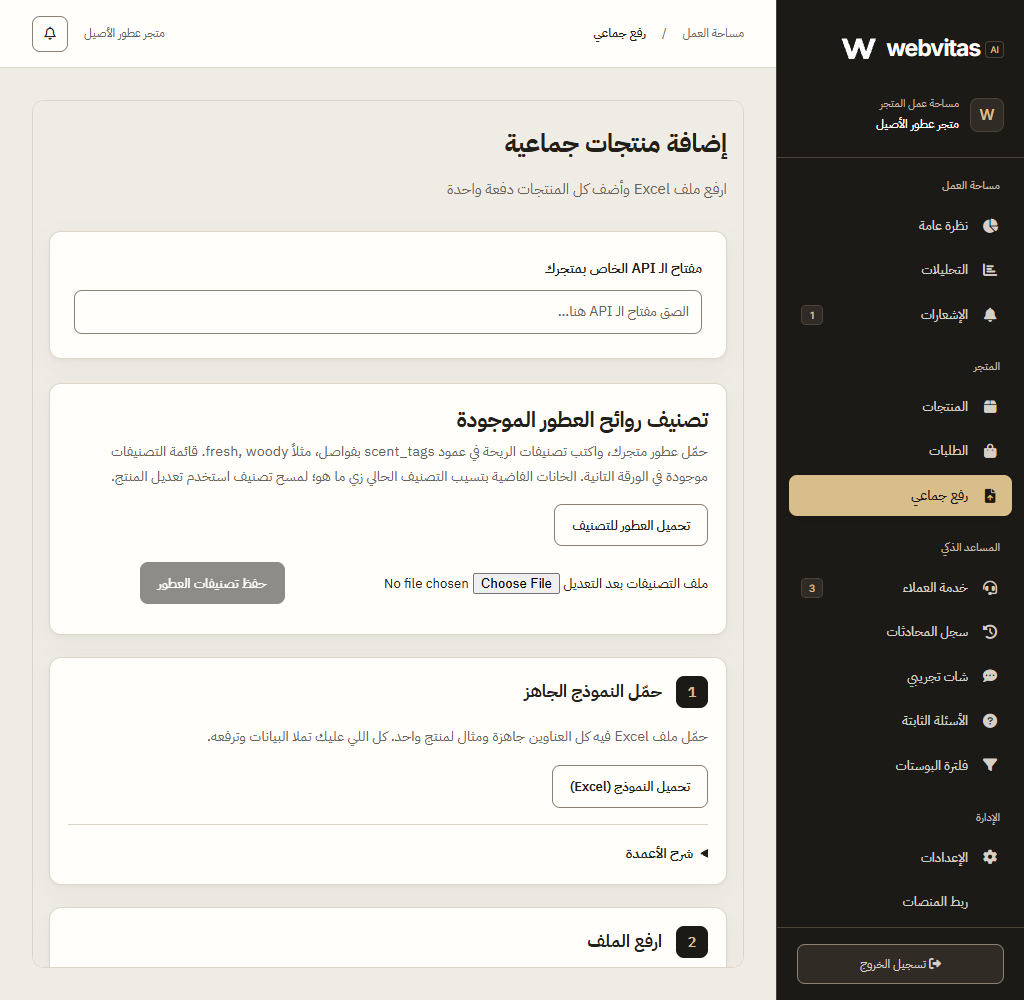 webvitas AI
W
مساحة عمل المتجر
متجر عطور الأصيل
مساحة العمل
نظرة عامة
التحليلات
الإشعارات 1
المتجر
المنتجات
الطلبات
رفع جماعي
المساعد الذكي
خدمة العملاء 3
سجل المحادثات
شات تجريبي
الأسئلة الثابتة
فلترة البوستات
الإدارة
الإعدادات
ربط المنصات
تسجيل الخروج
مساحة العمل / رفع جماعي
متجر عطور الأصيل
إضافة منتجات جماعية
ارفع ملف Excel وأضف كل المنتجات دفعة واحدة
مفتاح الـ API الخاص بمتجرك
الصق مفتاح الـ API هنا...
تصنيف روائح العطور الموجودة
حمّل عطور متجرك، واكتب تصنيفات الريحة في عمود scent_tags بفواصل، مثلاً fresh, woody. قائمة التصنيفات
موجودة في الورقة التانية. الخانات الفاضية بتسيب التصنيف الحالي زي ما هو؛ لمسح تصنيف استخدم تعديل المنتج.
تحميل العطور للتصنيف
ملف التصنيفات بعد التعديل Choose File No file chosen
حفظ تصنيفات العطور
1 حمّل النموذج الجاهز
حمّل ملف Excel فيه كل العناوين جاهزة ومثال لمنتج واحد. كل اللي عليك تملا البيانات وترفعه.
تحميل النموذج (Excel)
شرح الأعمدة
2 ارفع الملف